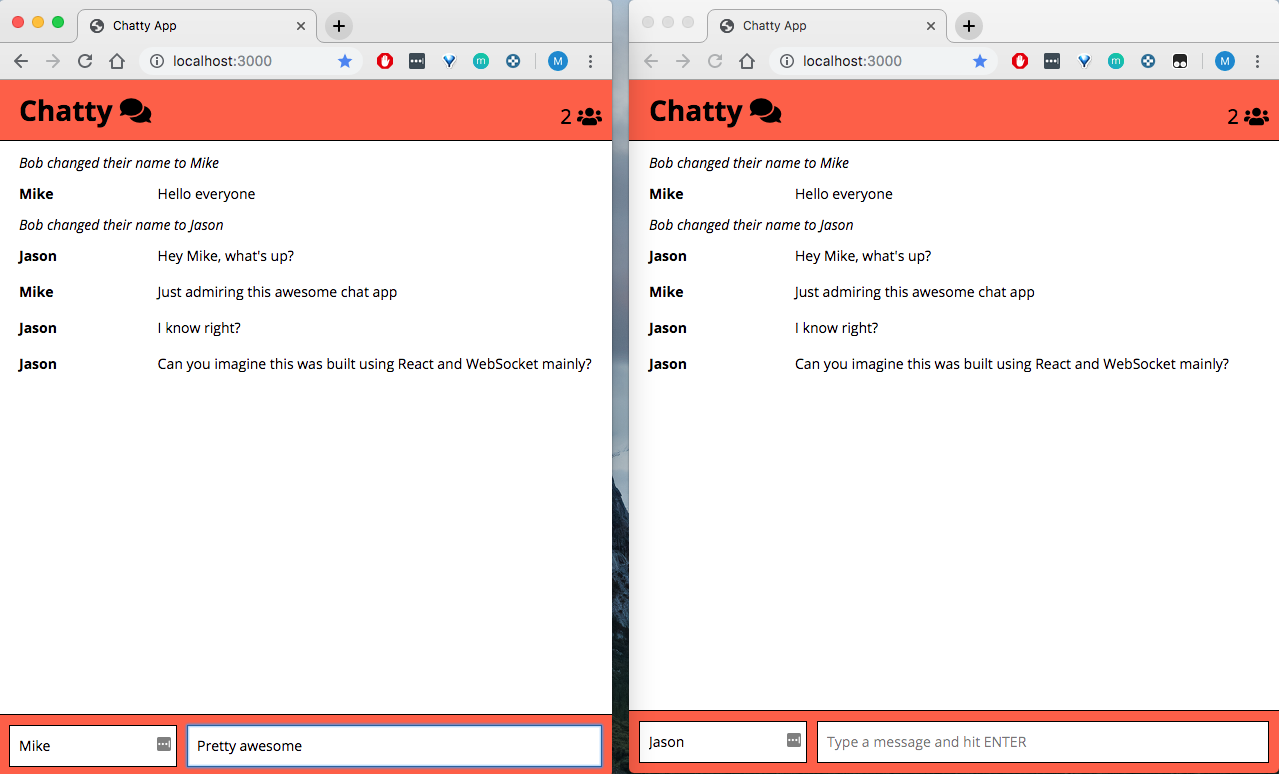 Chatty App
localhost:3000
M
Chatty
2
Bob changed their name to Mike
Mike Hello everyone
Bob changed their name to Jason
Jason Hey Mike, what's up?
Mike Just admiring this awesome chat app
Jason I know right?
Jason Can you imagine this was built using React and WebSocket mainly?
Mike Pretty awesome
Chatty App
localhost:3000
M
Chatty
2
Bob changed their name to Mike
Mike Hello everyone
Bob changed their name to Jason
Jason Hey Mike, what's up?
Mike Just admiring this awesome chat app
Jason I know right?
Jason Can you imagine this was built using React and WebSocket mainly?
Jason Type a message and hit ENTER